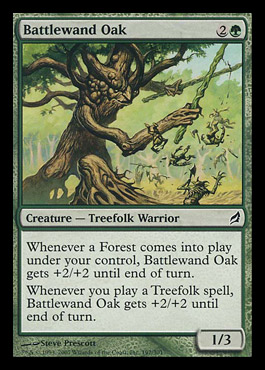 Battlewand Oak 2
Creature — Treefolk Warrior
Whenever a Forest comes into play
under your control, Battlewand Oak
gets +2/+2 until end of turn.
Whenever you play a Treefolk spell,
Battlewand Oak gets +2/+2 until
end of turn.
Steve Prescott
1/3